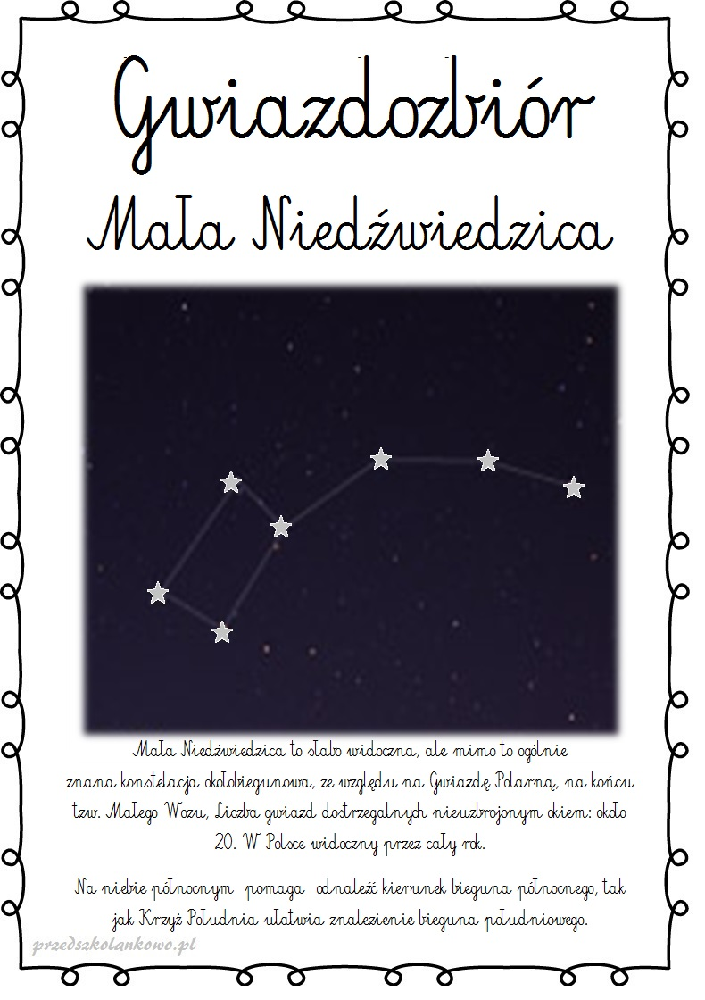 Gwiazdozbiór
Mała Niedźwiedzica
Mała Niedźwiedzica to słabo widoczna, ale mimo to ogólnie
znana konstelacja okołobiegunowa, ze względu na Gwiazdę Polarną, na końcu
tzw. Małego Wozu, Liczba gwiazd dostrzegalnych nieuzbrojonym okiem: około
20. W Polsce widoczny przez cały rok.
Na niebie północnym pomaga odnaleźć kierunek bieguna północnego, tak
jak Krzyż Południa ułatwia znalezienie bieguna południowego.
przedszkolankowo.pl